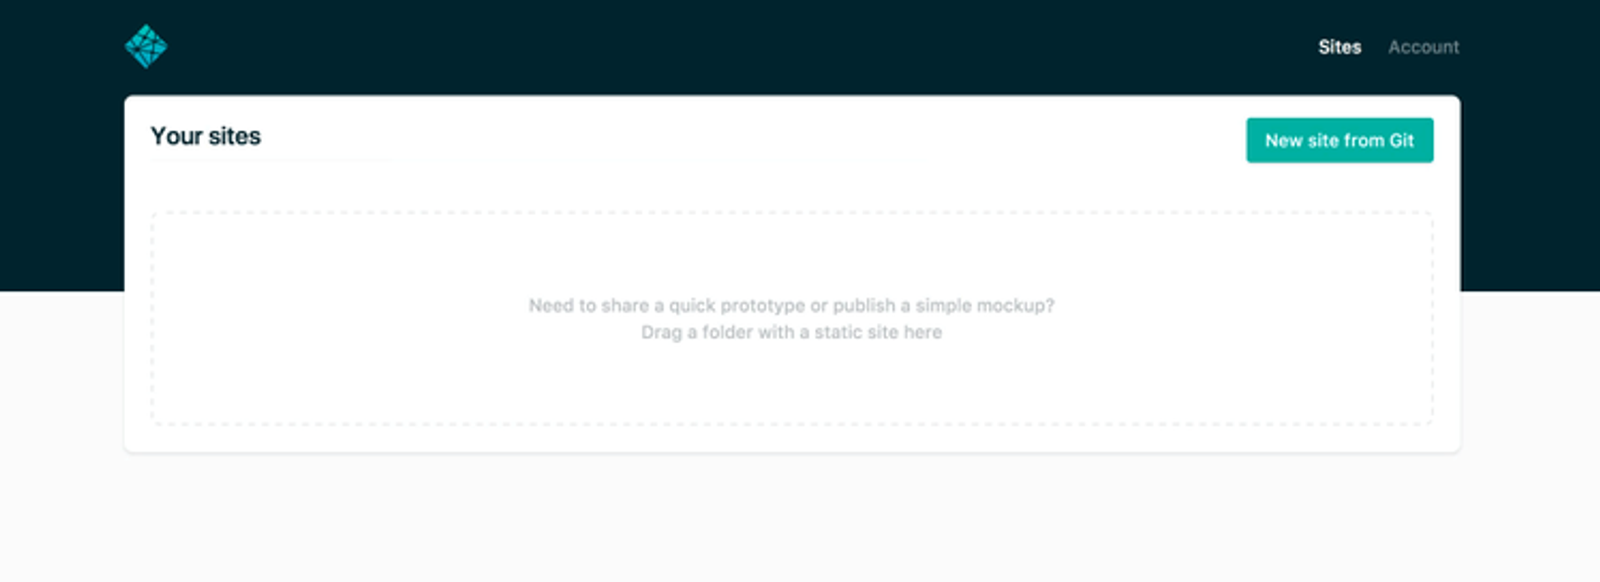 Sites Account
Your sites
New site from Git
Need to share a quick prototype or publish a simple mockup?
Drag a folder with a static site here